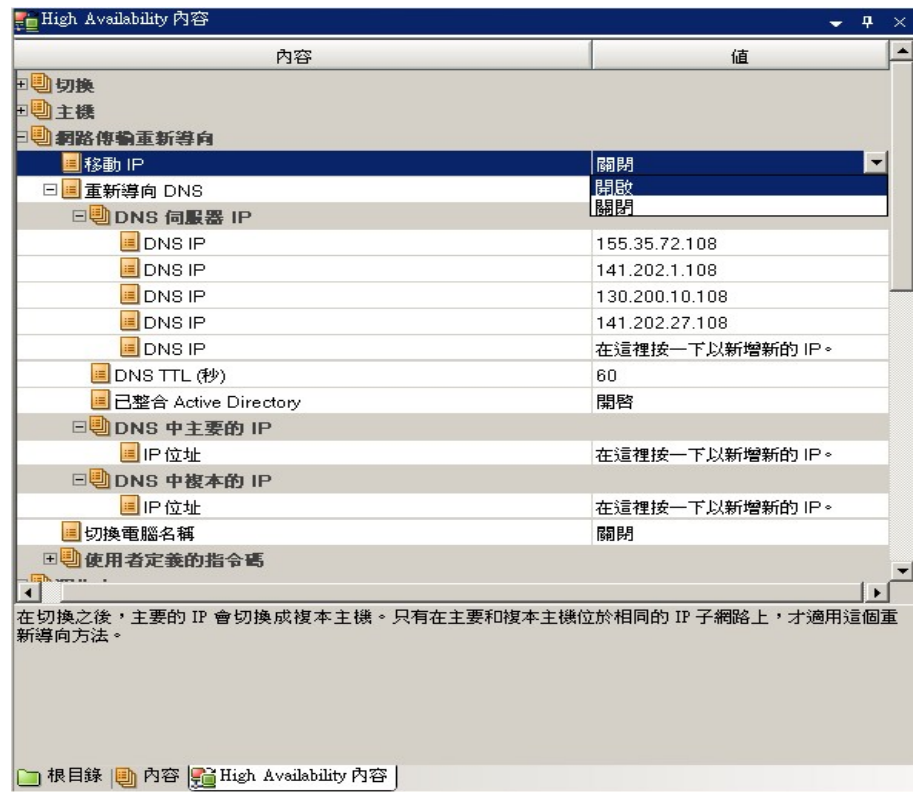 High Availability 內容
內容 值
切換
主機
網路傳輸重新導向
移動 IP 關閉
開啟
重新導向 DNS
關閉
DNS 伺服器 IP
DNS IP 155.35.72.108
DNS IP 141.202.1.108
DNS IP 130.200.10.108
DNS IP 141.202.27.108
DNS IP 在這裡按一下以新增新的 IP。
DNS TTL (秒) 60
已整合 Active Directory 開啓
DNS 中主要的 IP
IP 位址 在這裡按一下以新增新的 IP。
DNS 中複本的 IP
IP 位址 在這裡按一下以新增新的 IP。
切換電腦名稱 關閉
使用者定義的指令碼
在切換之後，主要的 IP 會切換成複本主機。只有在主要和複本主機位於相同的 IP 子網路上，才適用這個重
新導向方法。
根目錄 內容 High Availability 內容